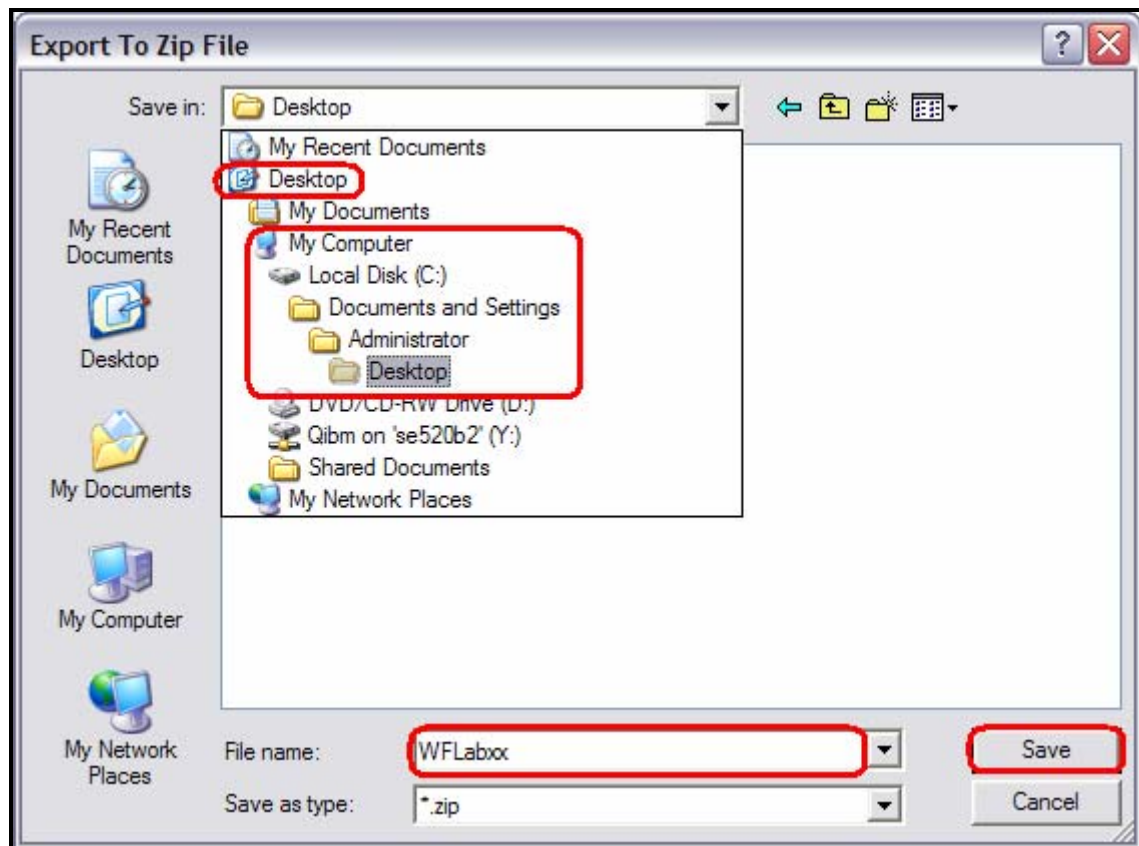 Export To Zip File
Save in:
Desktop
My Recent Documents
Desktop
My Documents
My Computer
Local Disk (C:)
Documents and Settings
Administrator
Desktop
DVD/CD-RW Drive (D:)
Qibm on 'se520b2' (Y:)
Shared Documents
My Network Places
My Recent
Documents
Desktop
My Documents
My Computer
My Network
Places
File name:
WFLabxx
Save
Save as type:
*.zip
Cancel